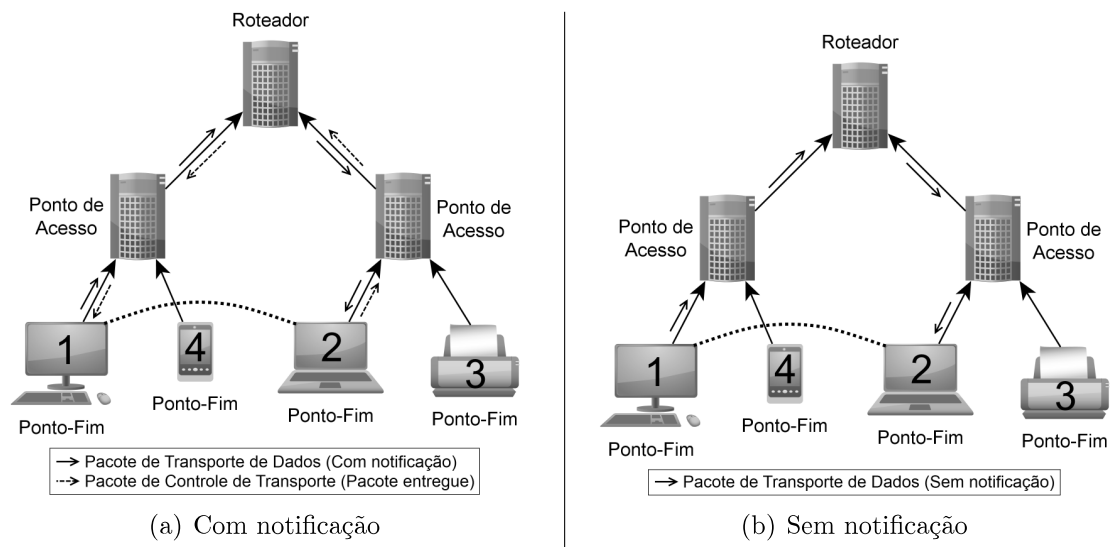 Roteador
Ponto de
Acesso
Ponto de
Acesso
1
4
2
3
Ponto-Fim
Ponto-Fim
Ponto-Fim
Ponto-Fim
Pacote de Transporte de Dados (Com notificação)
Pacote de Controle de Transporte (Pacote entregue)
(a) Com notificação
Roteador
Ponto de
Acesso
Ponto de
Acesso
1
4
2
3
Ponto-Fim
Ponto-Fim
Ponto-Fim
Ponto-Fim
Pacote de Transporte de Dados (Sem notificação)
(b) Sem notificação